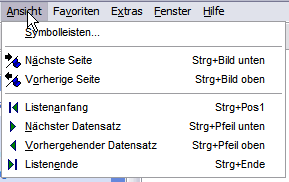 Ansicht Favoriten Extras Fenster Hilfe
Symbolleisten...
Nächste Seite Strg+Bild unten
Vorherige Seite Strg+Bild oben
Listenanfang Strg+Pos1
Nächster Datensatz Strg+Pfeil unten
Vorhergehender Datensatz Strg+Pfeil oben
Listenende Strg+Ende